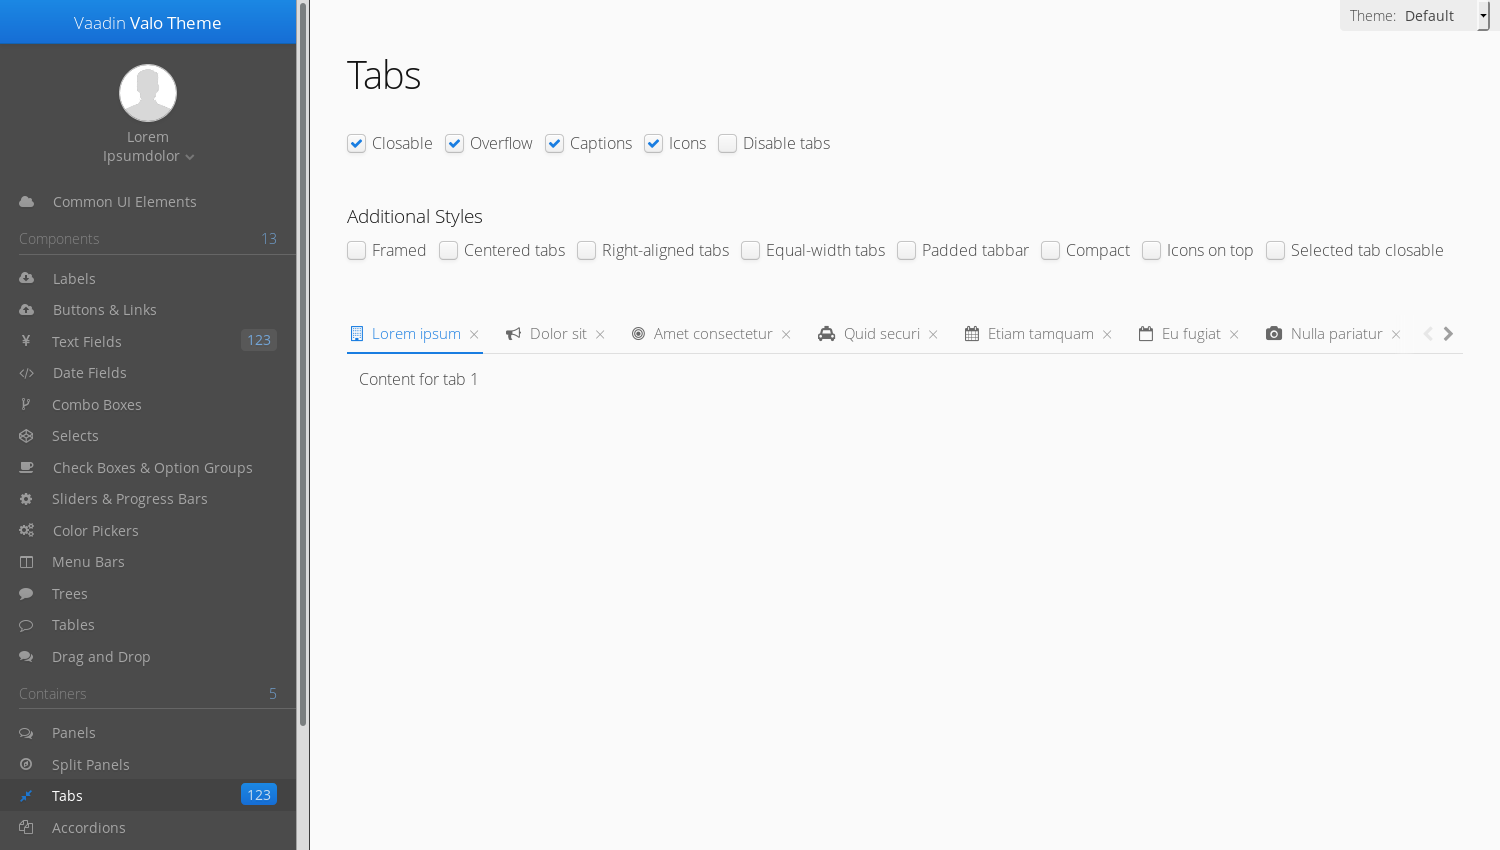 Vaadin Valo Theme
Lorem
Ipsumdolor
Common UI Elements
Components 13
Labels
Buttons & Links
Text Fields 123
Date Fields
Combo Boxes
Selects
Check Boxes & Option Groups
Sliders & Progress Bars
Color Pickers
Menu Bars
Trees
Tables
Drag and Drop
Containers 5
Panels
Split Panels
Tabs 123
Accordions
Theme: Default
Tabs
Closable Overflow Captions Icons Disable tabs
Additional Styles
Framed Centered tabs Right-aligned tabs Equal-width tabs Padded tabbar Compact Icons on top Selected tab closable
Lorem ipsum × Dolor sit × Amet consectetur × Quid securi × Etiam tamquam × Eu fugiat × Nulla pariatur ×
Content for tab 1